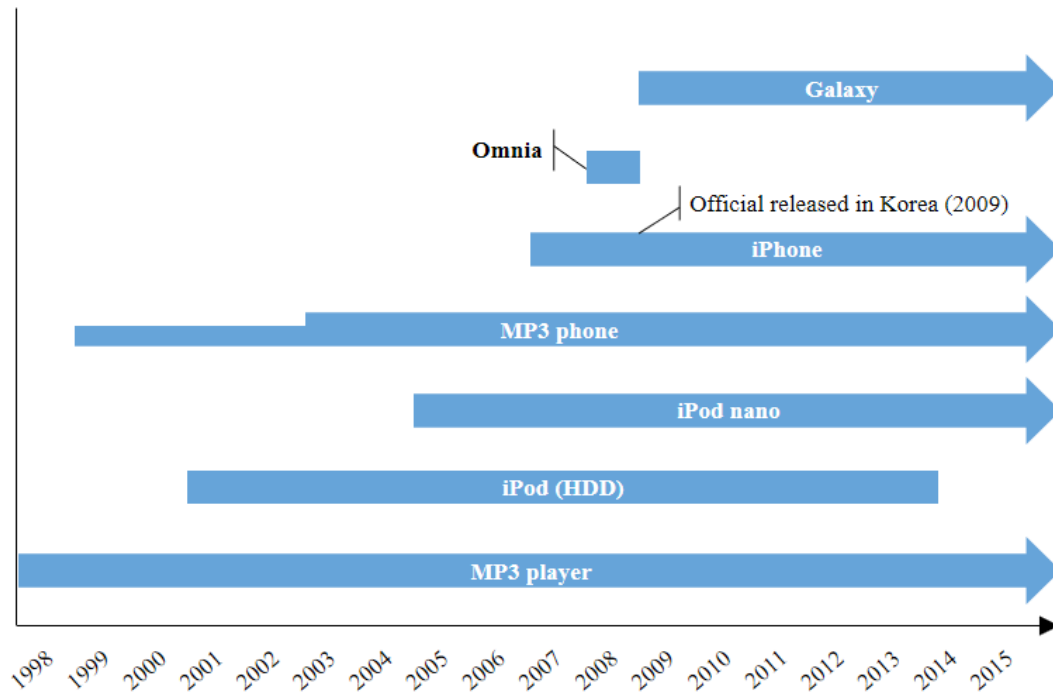 Galaxy
Omnia
Official released in Korea (2009)
iPhone
MP3 phone
iPod nano
iPod (HDD)
MP3 player
1998
1999
2000
2001
2002
2003
2004
2005
2006
2007
2008
2009
2010
2011
2012
2013
2014
2015